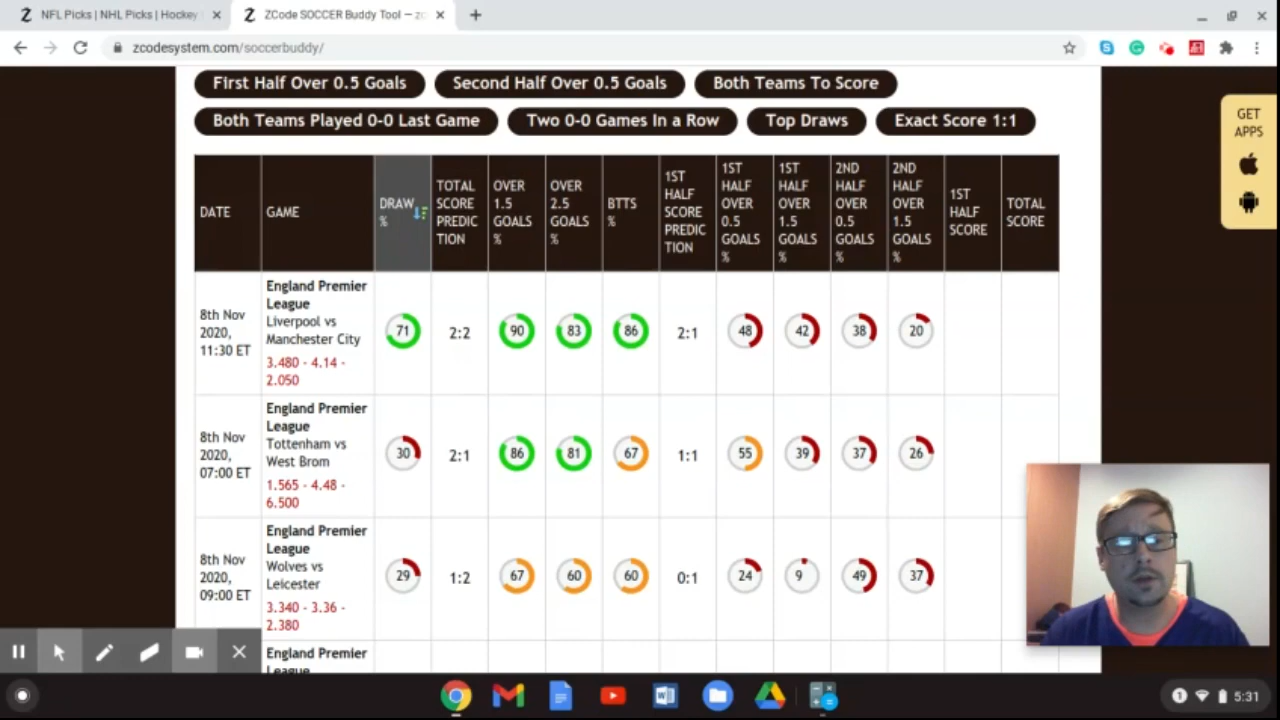 NFL Picks | NHL Picks | Hockey
ZCode SOCCER Buddy Tool — zc
zcodesystem.com/soccerbuddy/
First Half Over 0.5 Goals
Second Half Over 0.5 Goals
Both Teams To Score
Both Teams Played 0-0 Last Game
Two 0-0 Games In a Row
Top Draws
Exact Score 1:1
GET
APPS
DATE
GAME
DRAW
%
TOTAL
SCORE
PREDIC
TION
OVER
1.5
GOALS
%
OVER
2.5
GOALS
%
BTTS
%
1ST
HALF
SCORE
PREDIC
TION
1ST
HALF
OVER
0.5
GOALS
%
1ST
HALF
OVER
1.5
GOALS
%
2ND
HALF
OVER
0.5
GOALS
%
2ND
HALF
OVER
1.5
GOALS
%
1ST
HALF
SCORE
TOTAL
SCORE
8th Nov
2020,
11:30 ET
England Premier
League
Liverpool vs
Manchester City
3.480 - 4.14 -
2.050
71
2:2
90
83
86
2:1
48
42
38
20
8th Nov
2020,
07:00 ET
England Premier
League
Tottenham vs
West Brom
1.565 - 4.48 -
6.500
30
2:1
86
81
67
1:1
55
39
37
26
8th Nov
2020,
09:00 ET
England Premier
League
Wolves vs
Leicester
3.340 - 3.36 -
2.380
29
1:2
67
60
60
0:1
24
9
49
37
England Premier
League
1
5:31